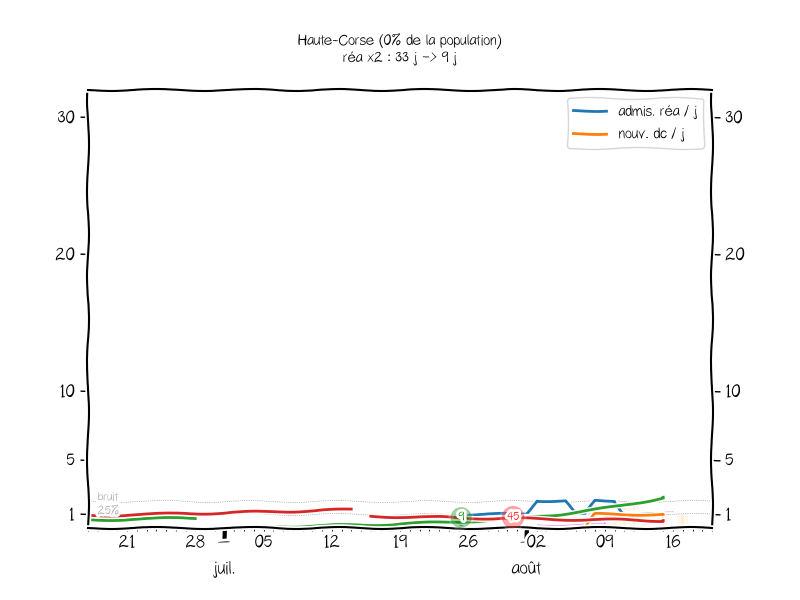 Haute-Corse (0% de la population)
réa x2 : 33 j -> 9 j
admis. réa / j
nouv. dc / j
30
30
20
20
10
10
5
5
bruit
25%
1
1
9
45
21 28 05 12 19 26 02 09 16
juil. août